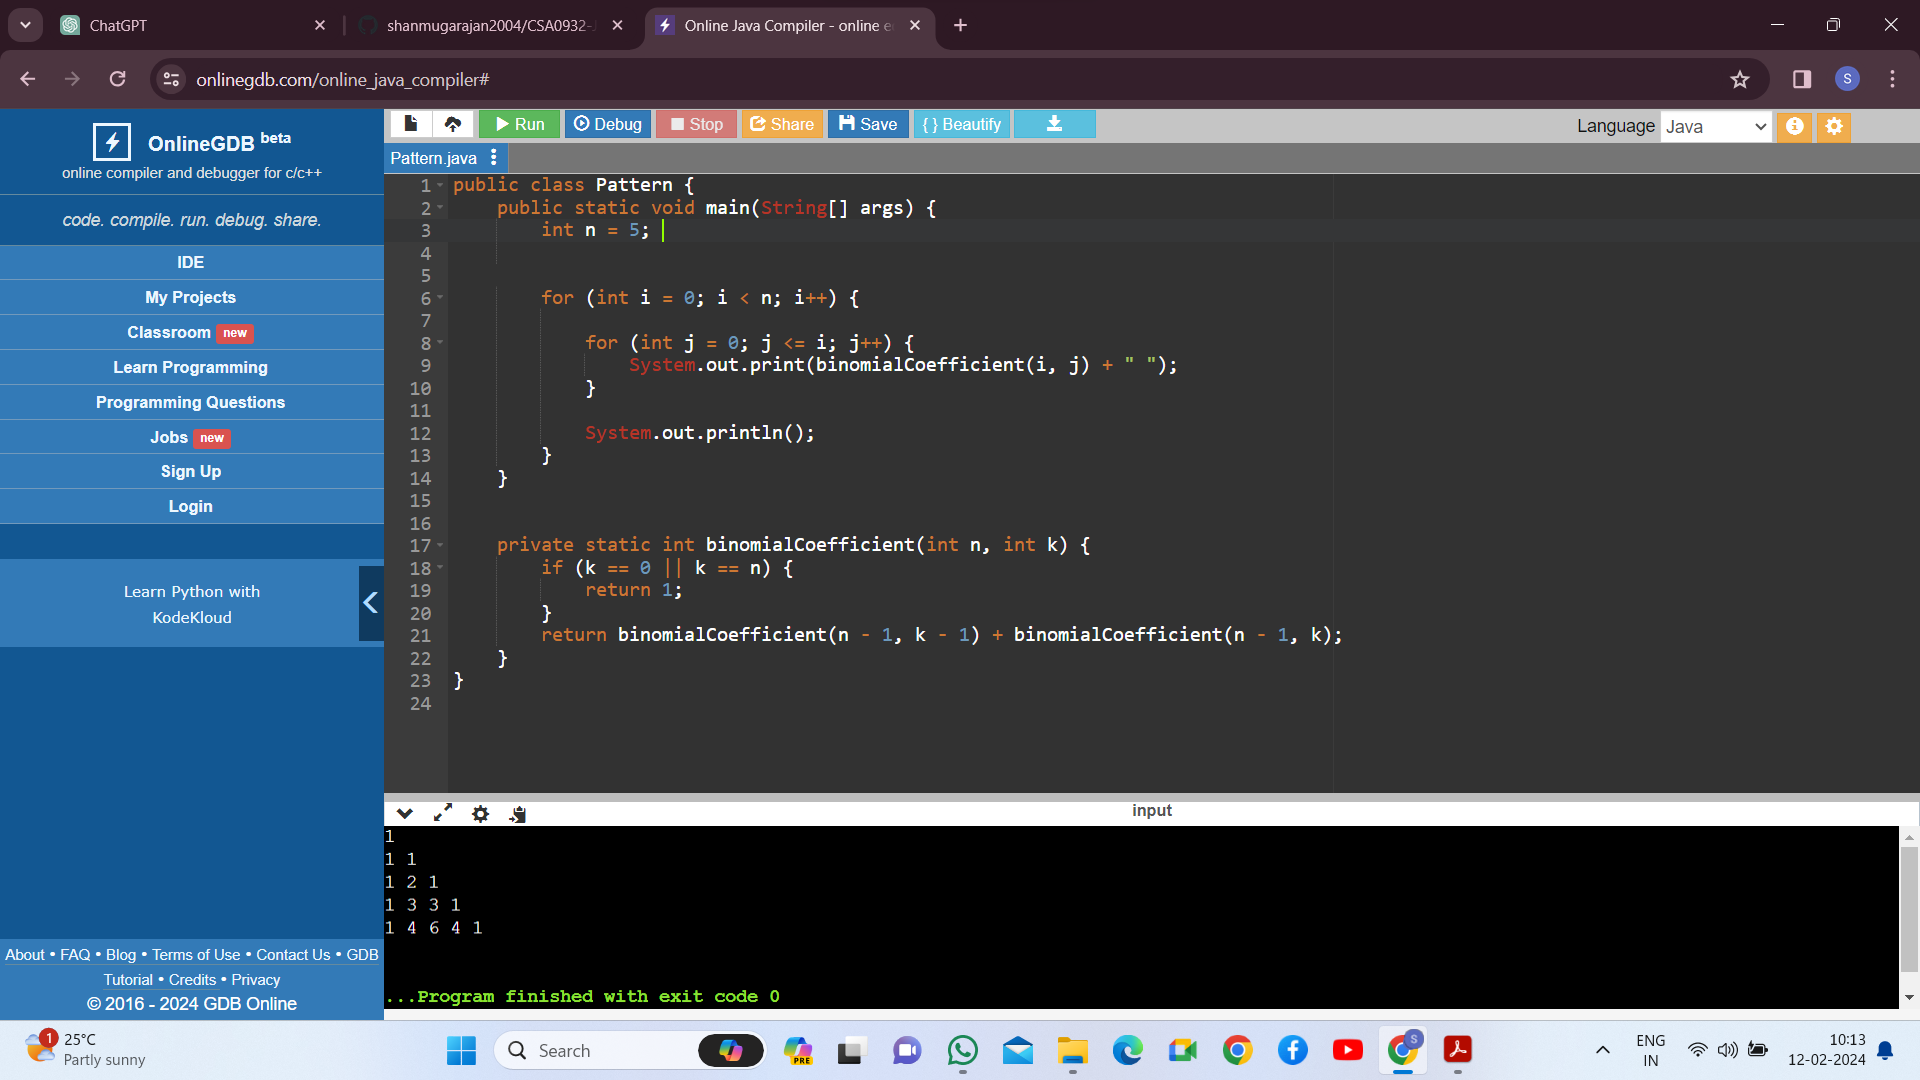 ChatGPT
shanmugarajan2004/CSA0932-J
Online Java Compiler - online e
onlinegdb.com/online_java_compiler#
S
OnlineGDB beta
online compiler and debugger for c/c++
code. compile. run. debug. share.
IDE
My Projects
Classroom new
Learn Programming
Programming Questions
Jobs new
Sign Up
Login
Learn Python with
KodeKloud
About • FAQ • Blog • Terms of Use • Contact Us • GDB
Tutorial • Credits • Privacy
© 2016 - 2024 GDB Online
Run Debug Stop Share Save { } Beautify
Language Java
Pattern.java
1 public class Pattern {
2 public static void main(String[] args) {
3 int n = 5;
4
5
6 for (int i = 0; i < n; i++) {
7
8 for (int j = 0; j <= i; j++) {
9 System.out.print(binomialCoefficient(i, j) + " ");
10 }
11
12 System.out.println();
13 }
14 }
15
16
17 private static int binomialCoefficient(int n, int k) {
18 if (k == 0 || k == n) {
19 return 1;
20 }
21 return binomialCoefficient(n - 1, k - 1) + binomialCoefficient(n - 1, k);
22 }
23 }
24
input
1
1 1
1 2 1
1 3 3 1
1 4 6 4 1
...Program finished with exit code 0
1
25°C
Partly sunny
Search
PRE
S
ENG
IN
10:13
12-02-2024